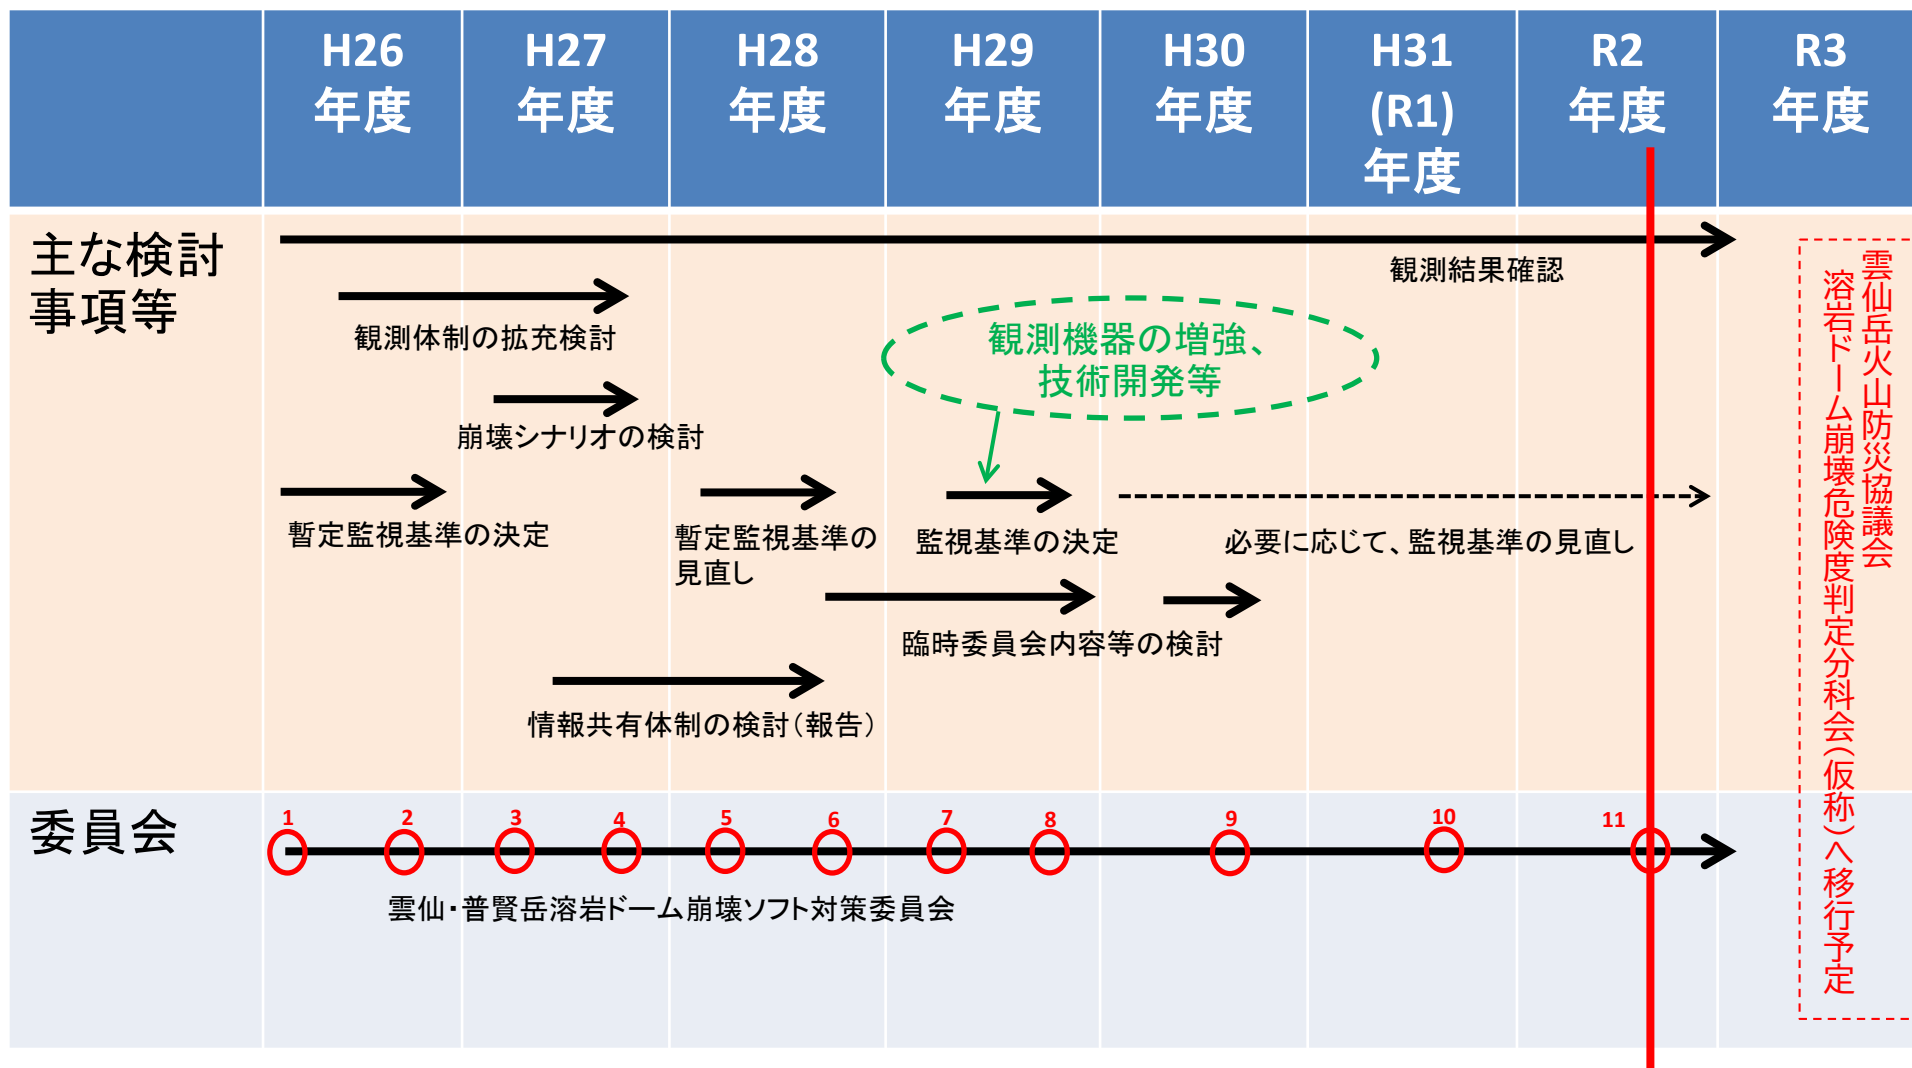 H26
年度
H27
年度
H28
年度
H29
年度
H30
年度
H31
(R1)
年度
R2
年度
R3
年度
主な検討
事項等
観測結果確認
観測体制の拡充検討
観測機器の増強、
技術開発等
崩壊シナリオの検討
暫定監視基準の決定
暫定監視基準の
見直し
監視基準の決定
必要に応じて、監視基準の見直し
臨時委員会内容等の検討
情報共有体制の検討（報告）
雲仙岳火山防災協議会
溶岩ドーム崩壊危険度判定分科会（仮称）へ移行予定
委員会
1
2
3
4
5
6
7
8
9
10
11
雲仙・普賢岳溶岩ドーム崩壊ソフト対策委員会